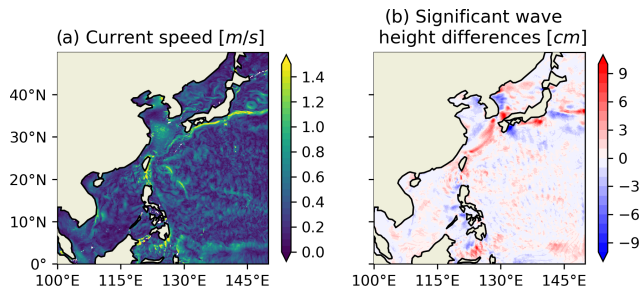 (a) Current speed [m/s]
(b) Significant wave
height differences [cm]
40°N
30°N
20°N
10°N
0°
100°E
115°E
130°E
145°E
1.4
1.2
1.0
0.8
0.6
0.4
0.2
0.0
100°E
115°E
130°E
145°E
9
6
3
0
−3
−6
−9